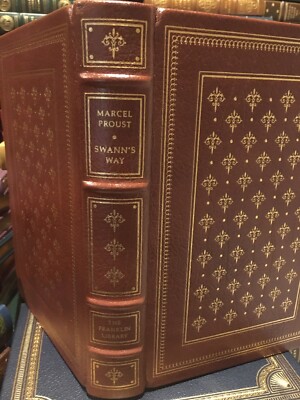 MARCEL
PROUST
SWANN'S
WAY
THE
FRANKLIN
LIBRARY